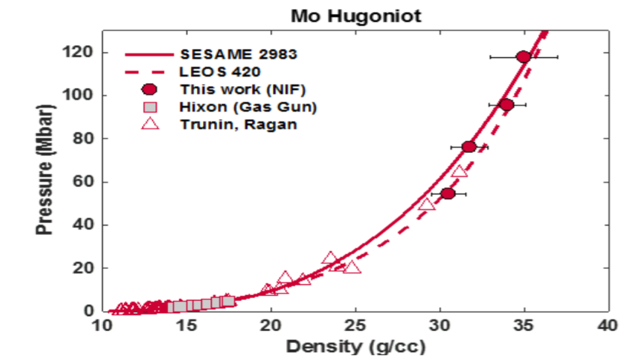 Mo Hugoniot
120
100
80
60
40
20
0
Pressure (Mbar)
SESAME 2983
LEOS 420
This work (NIF)
Hixon (Gas Gun)
Trunin, Ragan
10 15 20 25 30 35 40
Density (g/cc)